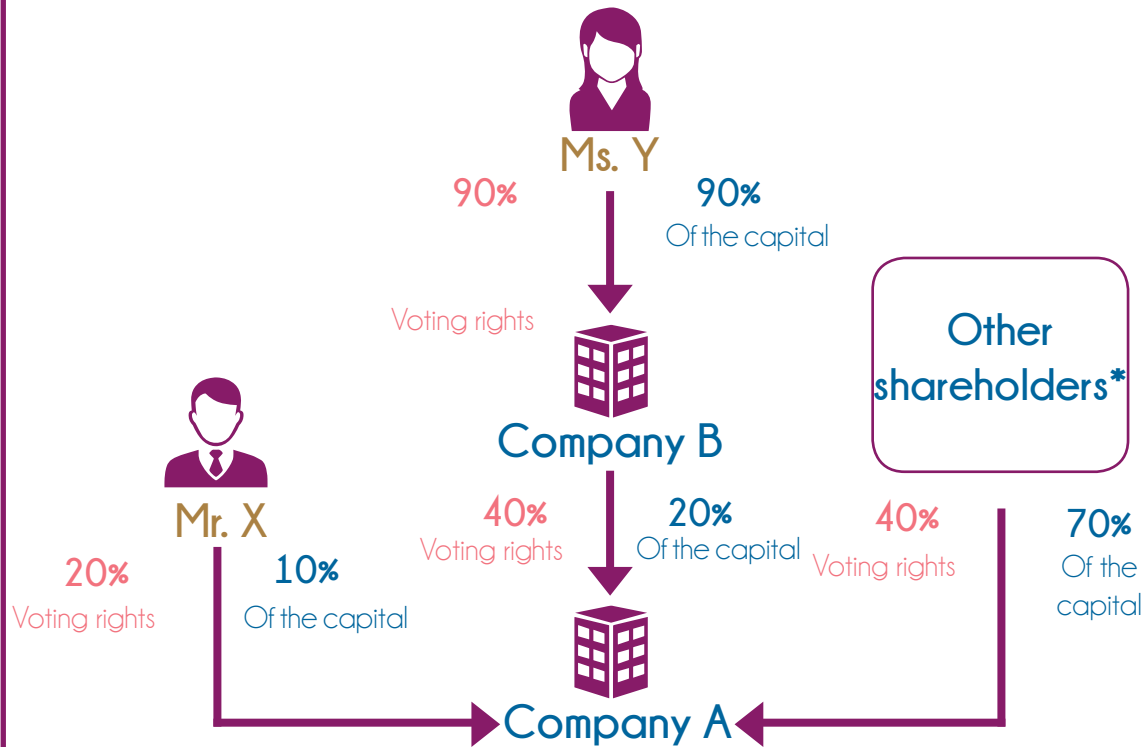 Ms. Y
90%
90%
Of the capital
Voting rights
Other
shareholders*
Company B
Mr. X
40%
Voting rights
20%
Of the capital
40%
Voting rights
70%
Of the
capital
20%
Voting rights
10%
Of the capital
Company A